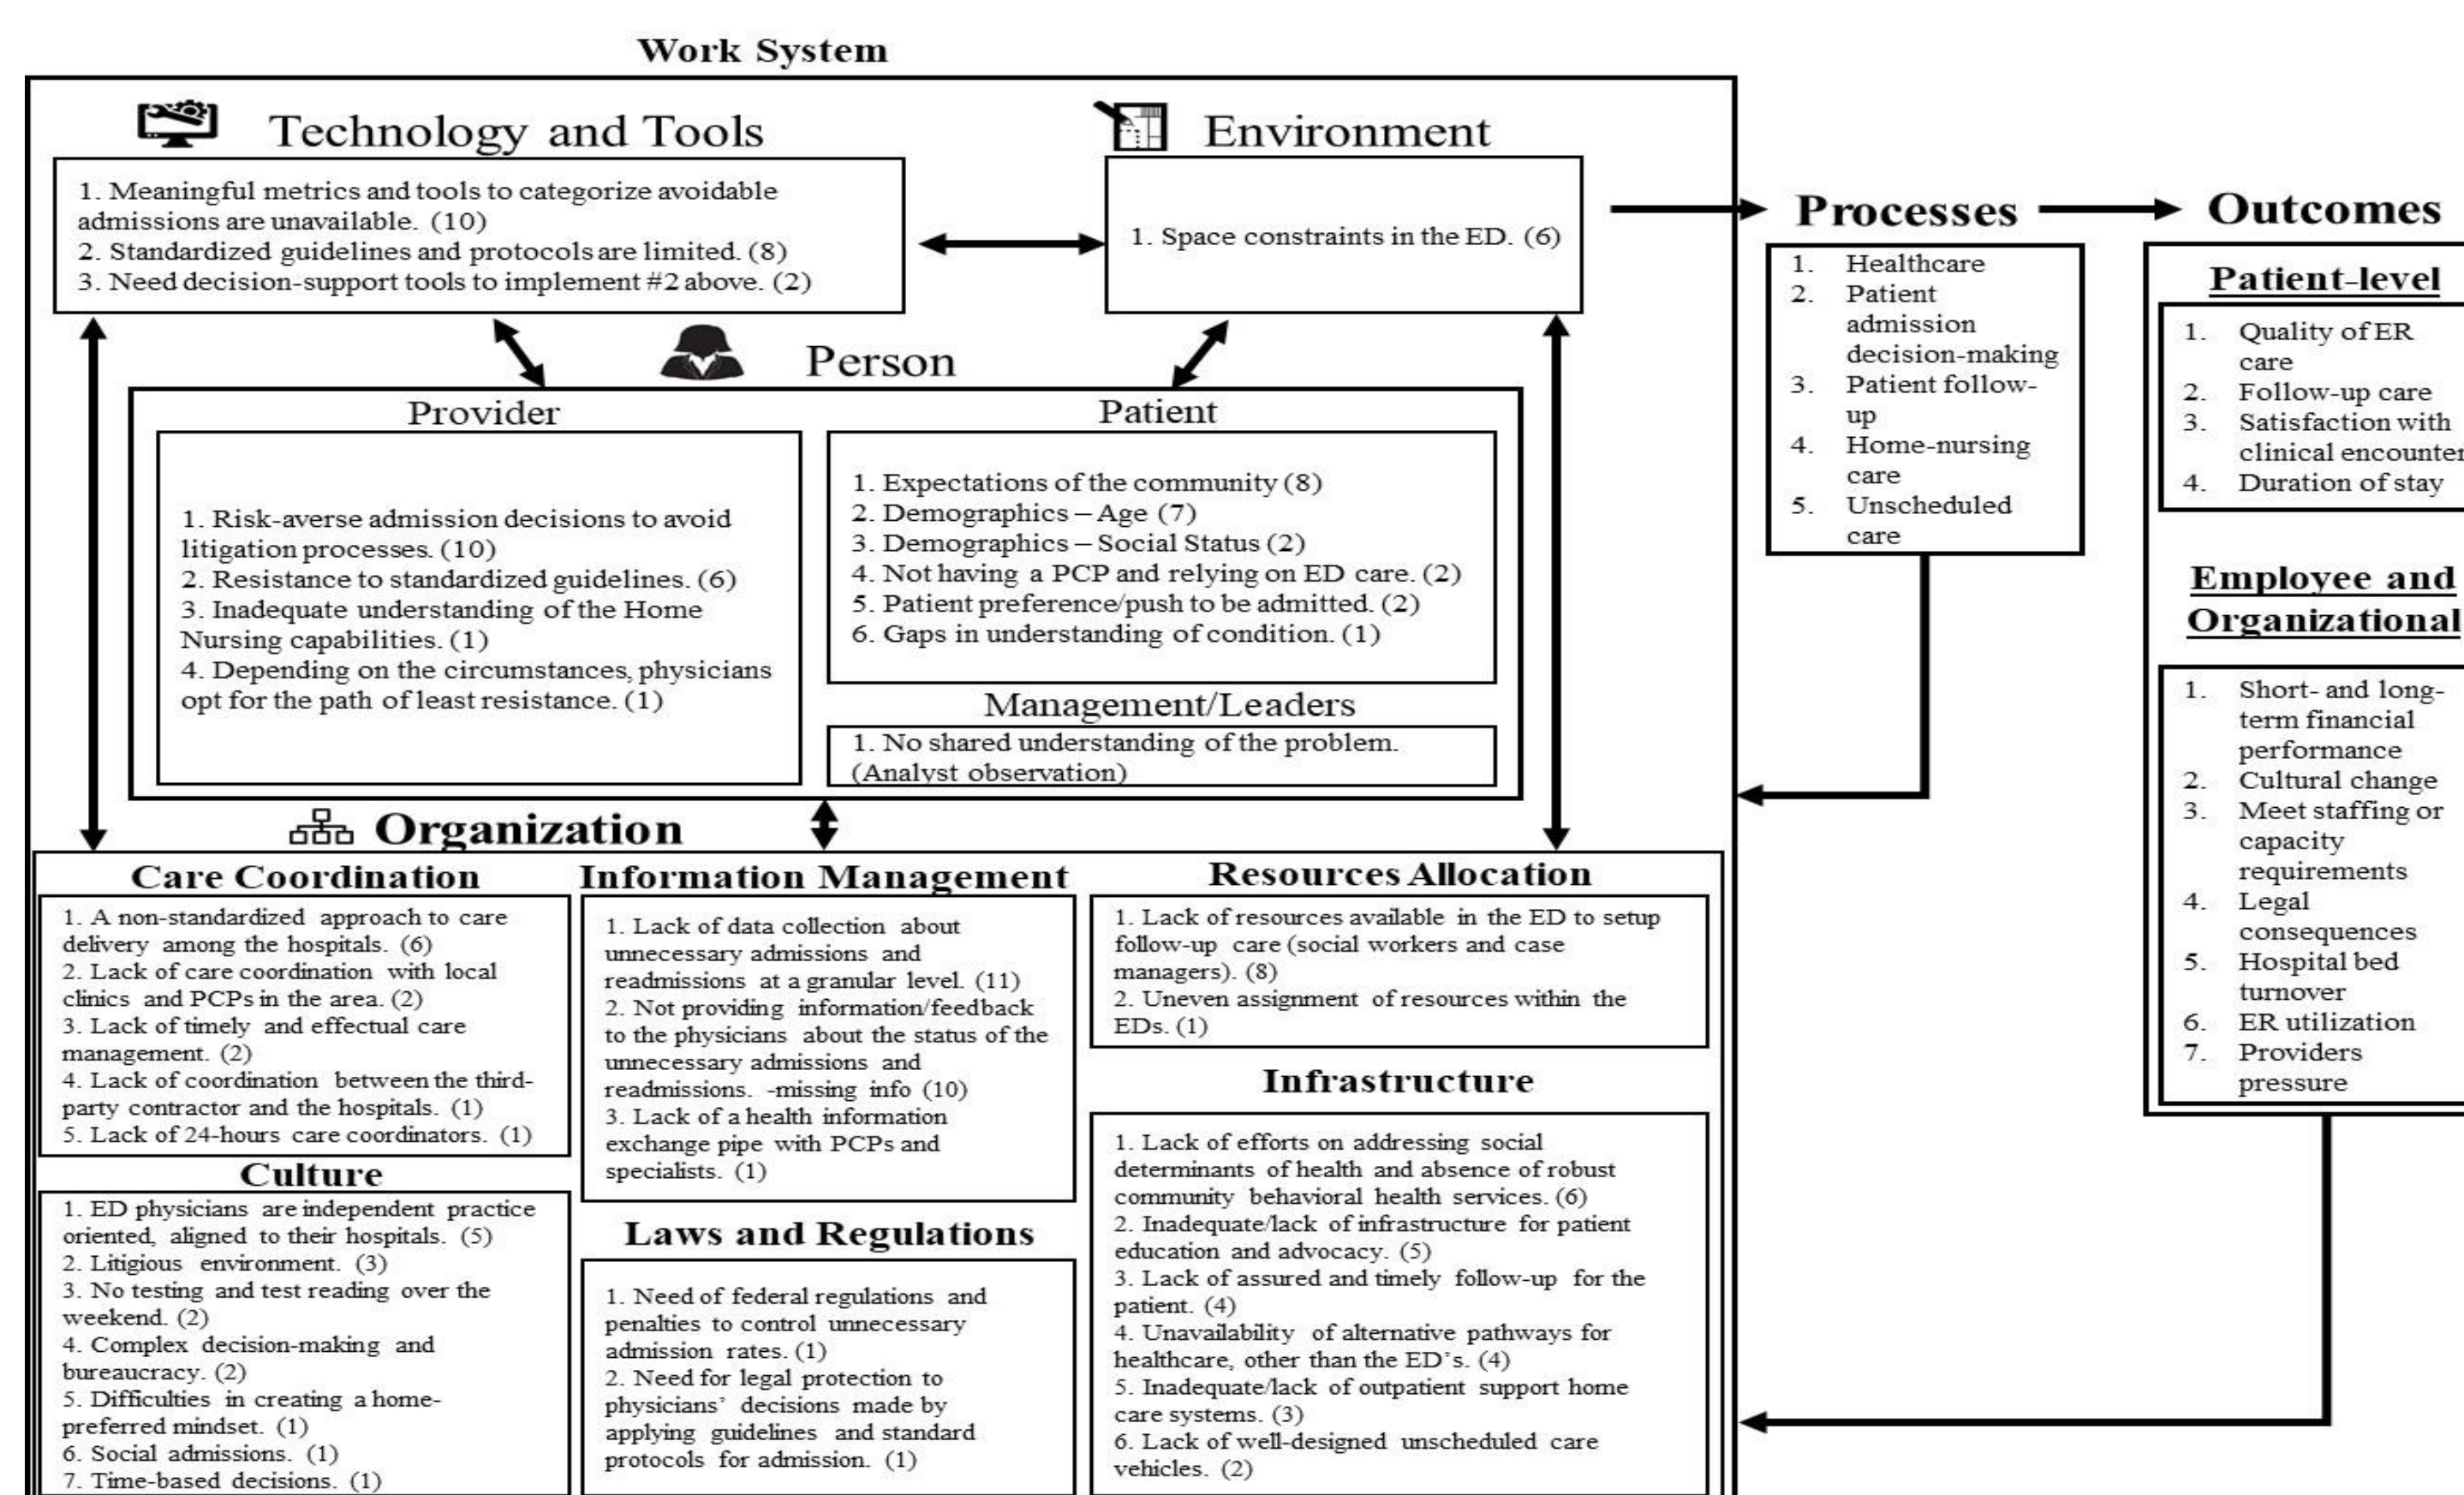 Work System
Technology and Tools
1. Meaningful metrics and tools to categorize avoidable
admissions are unavailable. (10)
2. Standardized guidelines and protocols are limited. (8)
3. Need decision-support tools to implement #2 above. (2)
Environment
1. Space constraints in the ED. (6)
Person
Provider
1. Risk-averse admission decisions to avoid
litigation processes. (10)
2. Resistance to standardized guidelines. (6)
3. Inadequate understanding of the Home
Nursing capabilities. (1)
4. Depending on the circumstances, physicians
opt for the path of least resistance. (1)
Patient
1. Expectations of the community (8)
2. Demographics – Age (7)
3. Demographics – Social Status (2)
4. Not having a PCP and relying on ED care. (2)
5. Patient preference/push to be admitted. (2)
6. Gaps in understanding of condition. (1)
Management/Leaders
1. No shared understanding of the problem.
(Analyst observation)
Organization
Care Coordination
1. A non-standardized approach to care
delivery among the hospitals. (6)
2. Lack of care coordination with local
clinics and PCPs in the area. (2)
3. Lack of timely and effectual care
management. (2)
4. Lack of coordination between the third-
party contractor and the hospitals. (1)
5. Lack of 24-hours care coordinators. (1)
Culture
1. ED physicians are independent practice
oriented, aligned to their hospitals. (5)
2. Litigious environment. (3)
3. No testing and test reading over the
weekend. (2)
4. Complex decision-making and
bureaucracy. (2)
5. Difficulties in creating a home-
preferred mindset. (1)
6. Social admissions. (1)
7. Time-based decisions. (1)
Information Management
1. Lack of data collection about
unnecessary admissions and
readmissions at a granular level. (11)
2. Not providing information/feedback
to the physicians about the status of the
unnecessary admissions and
readmissions. -missing info (10)
3. Lack of a health information
exchange pipe with PCPs and
specialists. (1)
Laws and Regulations
1. Need of federal regulations and
penalties to control unnecessary
admission rates. (1)
2. Need for legal protection to
physicians' decisions made by
applying guidelines and standard
protocols for admission. (1)
Resources Allocation
1. Lack of resources available in the ED to setup
follow-up care (social workers and case
managers). (8)
2. Uneven assignment of resources within the
EDs. (1)
Infrastructure
1. Lack of efforts on addressing social
determinants of health and absence of robust
community behavioral health services. (6)
2. Inadequate/lack of infrastructure for patient
education and advocacy. (5)
3. Lack of assured and timely follow-up for the
patient. (4)
4. Unavailability of alternative pathways for
healthcare, other than the ED's. (4)
5. Inadequate/lack of outpatient support home
care systems. (3)
6. Lack of well-designed unscheduled care
vehicles. (2)
Processes
1. Healthcare
2. Patient
admission
decision-making
3. Patient follow-
up
4. Home-nursing
care
5. Unscheduled
care
Outcomes
Patient-level
1. Quality of ER
care
2. Follow-up care
3. Satisfaction with
clinical encounter
4. Duration of stay
Employee and
Organizational
1. Short- and long-
term financial
performance
2. Cultural change
3. Meet staffing or
capacity
requirements
4. Legal
consequences
5. Hospital bed
turnover
6. ER utilization
7. Providers
pressure